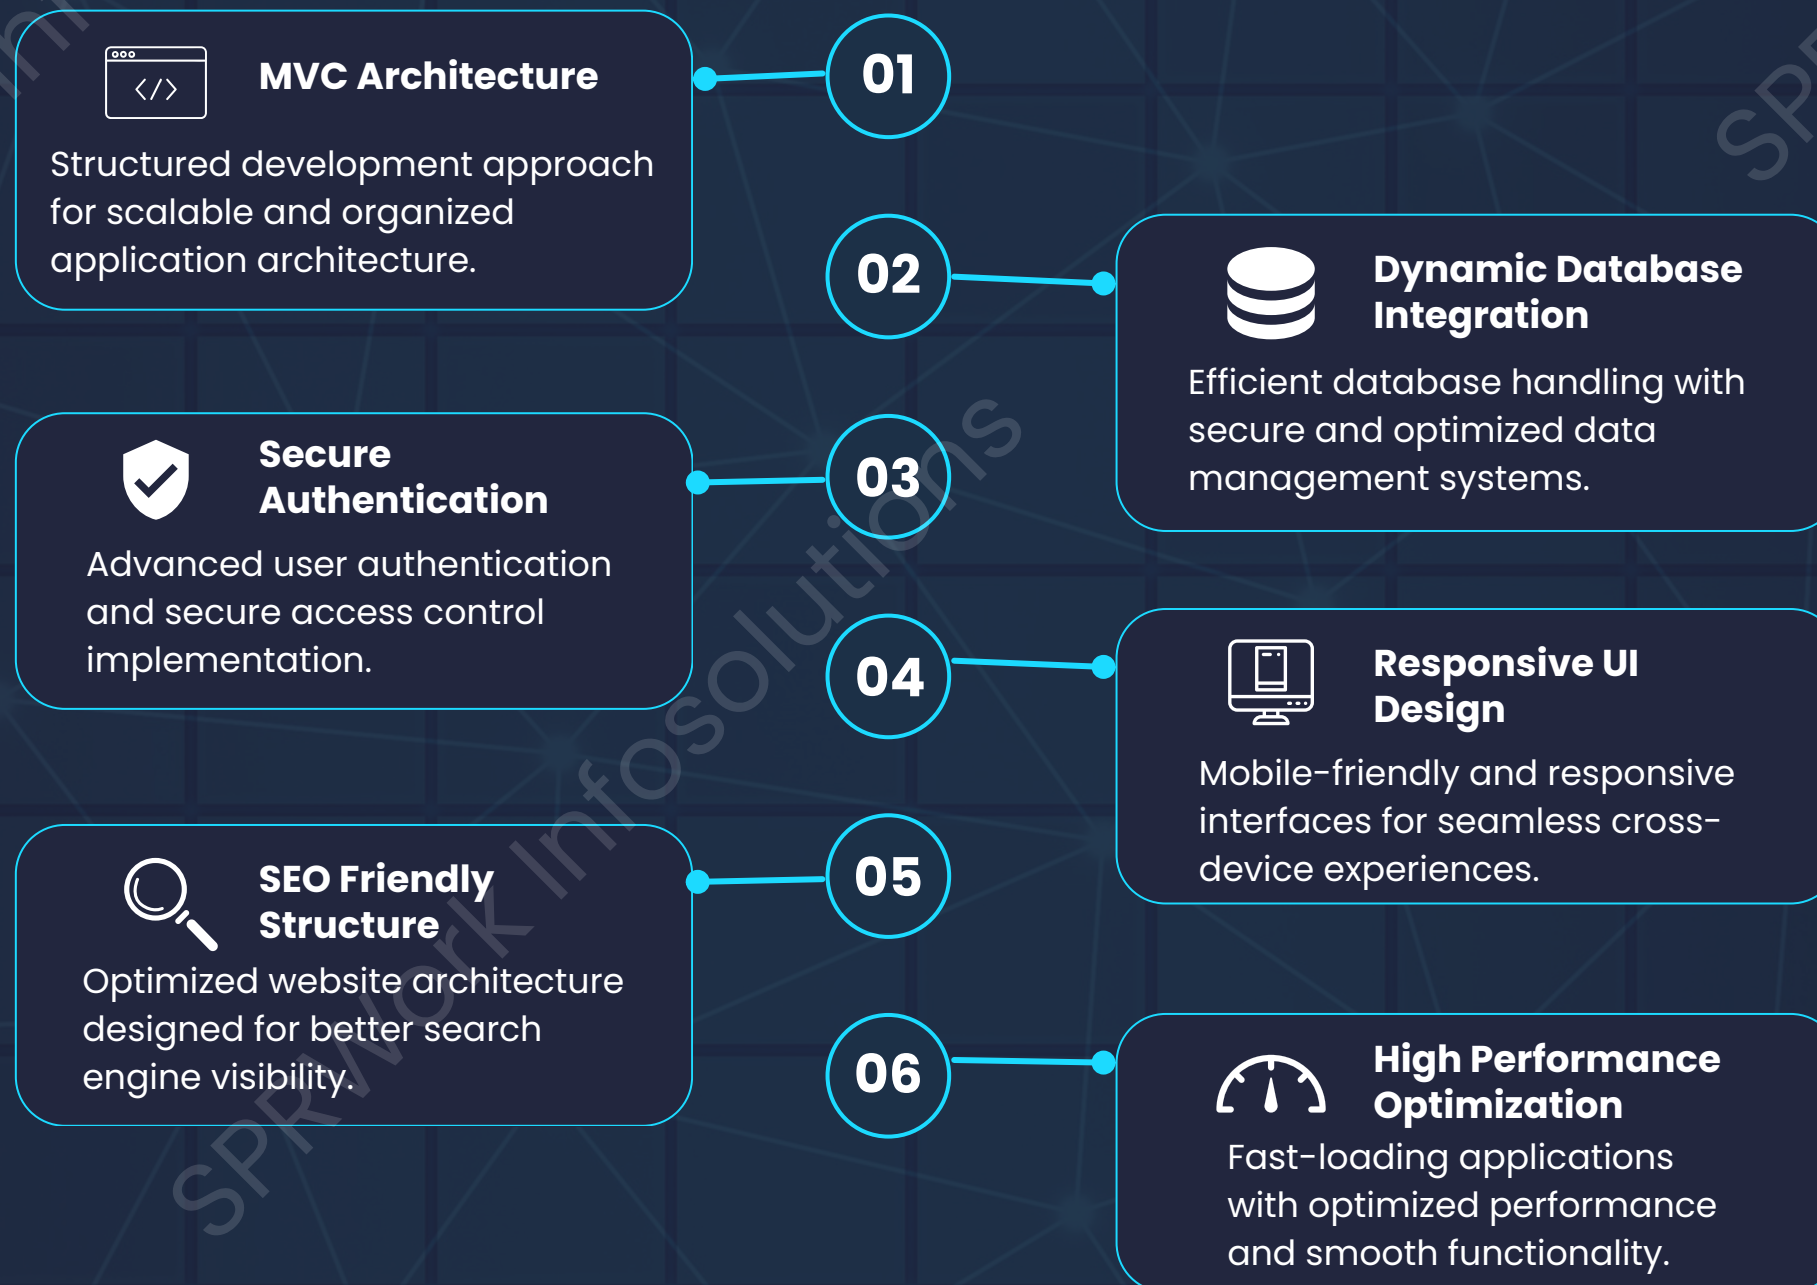 01
MVC Architecture
Structured development approach
for scalable and organized
application architecture.
02
Dynamic Database
Integration
Efficient database handling with
secure and optimized data
management systems.
03
Secure
Authentication
Advanced user authentication
and secure access control
implementation.
04
Responsive UI
Design
Mobile-friendly and responsive
interfaces for seamless cross-
device experiences.
05
SEO Friendly
Structure
Optimized website architecture
designed for better search
engine visibility.
06
High Performance
Optimization
Fast-loading applications
with optimized performance
and smooth functionality.
SPRWork Infosolutions